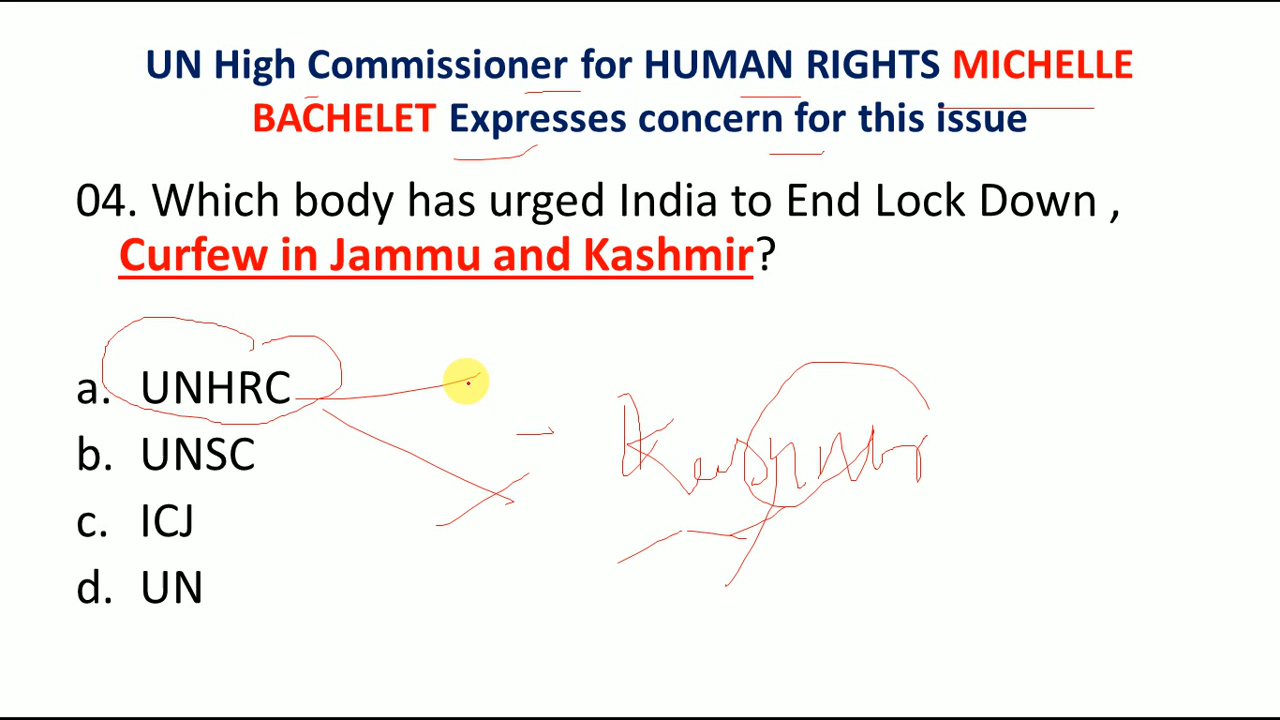 UN High Commissioner for HUMAN RIGHTS MICHELLE
BACHELET Expresses concern for this issue
04. Which body has urged India to End Lock Down ,
Curfew in Jammu and Kashmir?
a. UNHRC
b. UNSC
c. ICJ
d. UN